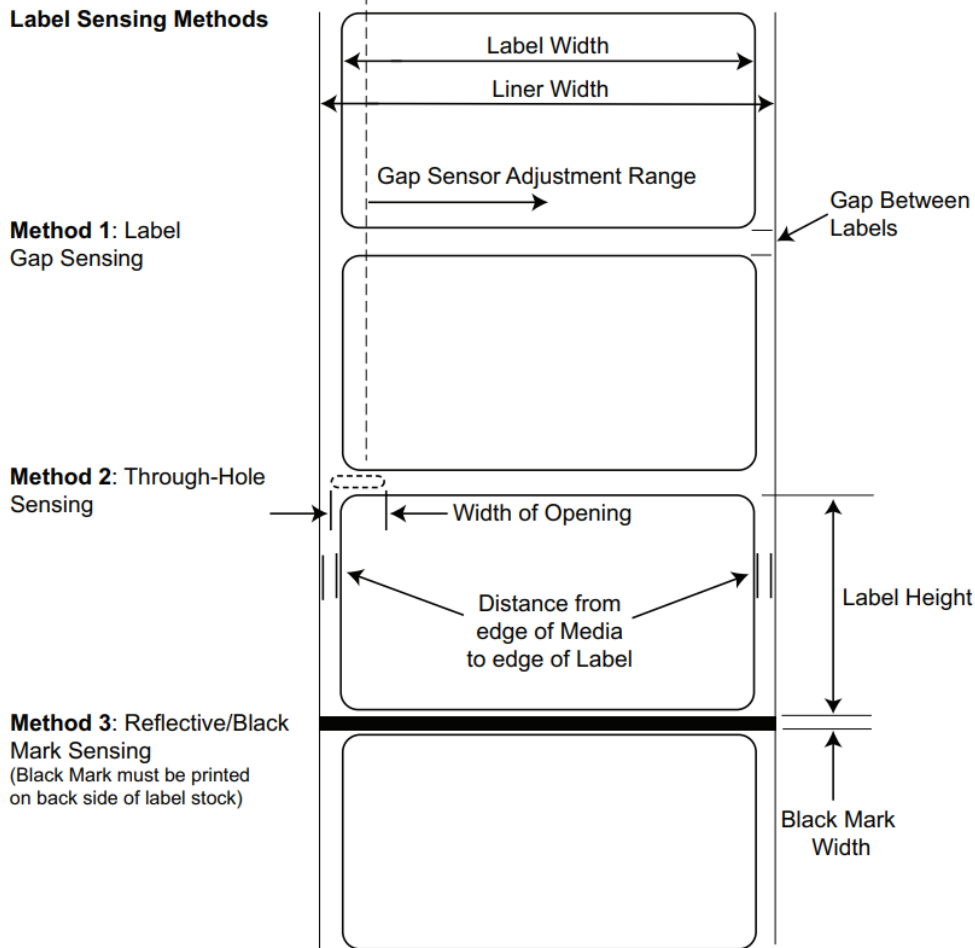 Label Sensing Methods
Label Width
Liner Width
Gap Sensor Adjustment Range
Gap Between
Labels
Method 1: Label
Gap Sensing
Method 2: Through-Hole
Sensing
Width of Opening
Distance from
edge of Media
to edge of Label
Label Height
Method 3: Reflective/Black
Mark Sensing
(Black Mark must be printed
on back side of label stock)
Black Mark
Width